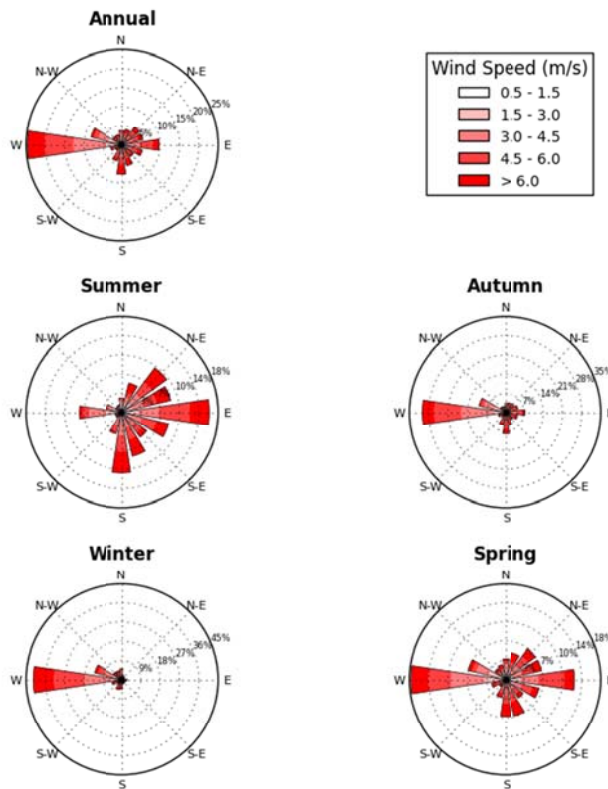 Annual
N
N-W
N-E
25%
20%
15%
10%
5%
W
E
S-W
S-E
S
Wind Speed (m/s)
0.5 - 1.5
1.5 - 3.0
3.0 - 4.5
4.5 - 6.0
> 6.0
Summer
N
N-W
N-E
18%
14%
10%
W
E
S-W
S-E
S
Autumn
N
N-W
N-E
35%
28%
21%
14%
7%
W
E
S-W
S-E
S
Winter
N
N-W
N-E
45%
36%
27%
18%
9%
W
E
S-W
S-E
S
Spring
N
N-W
N-E
18%
14%
10%
7%
W
S-W
S-E
S